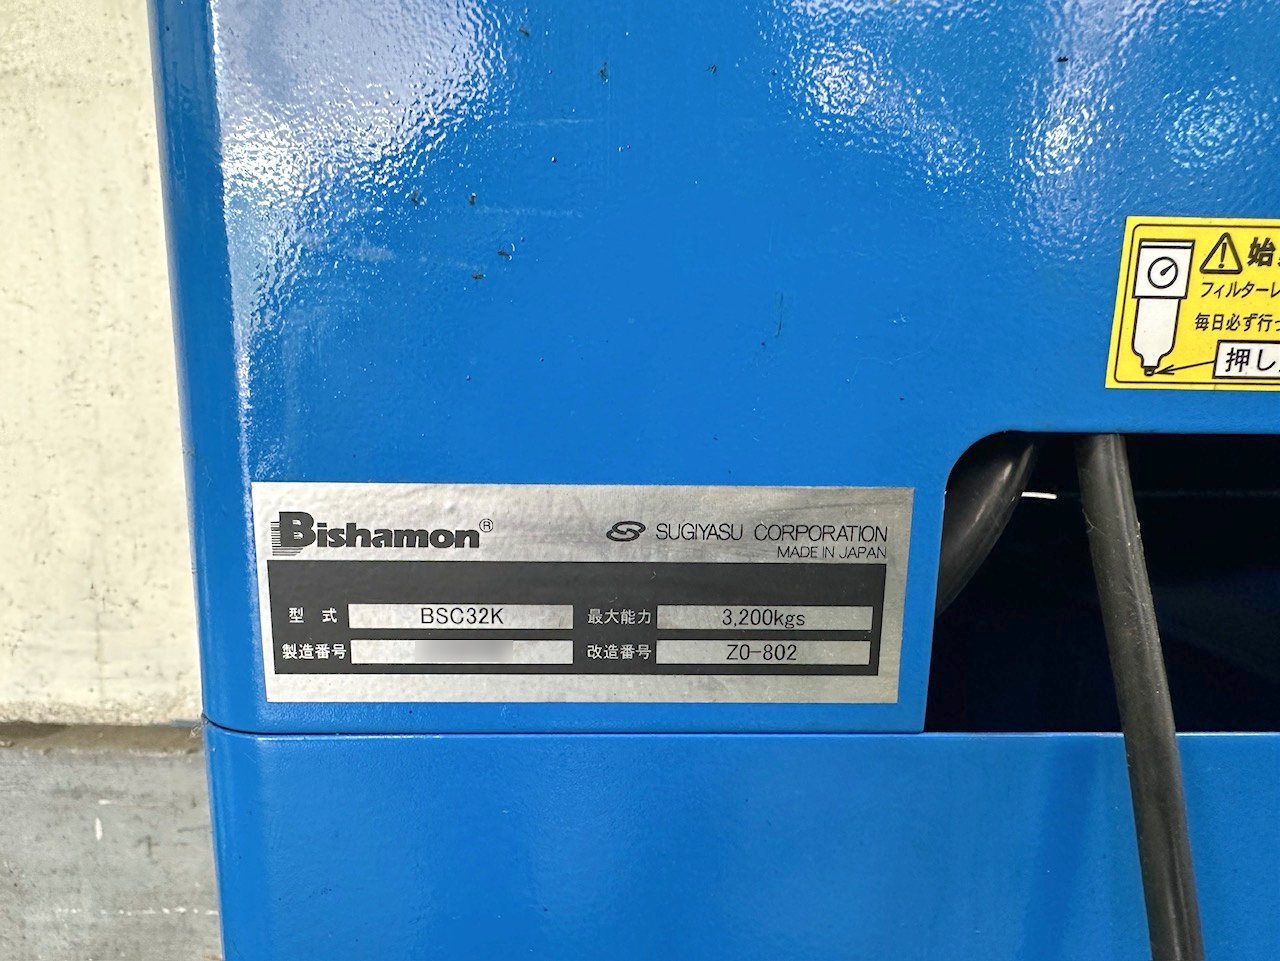 始
フィルターレ
毎日必ず行っ
押し
Bishamon®
SUGIYASU CORPORATION
MADE IN JAPAN
型 式 BSC32K 最大能力 3,200kgs
製造番号 改造番号 Z0-802